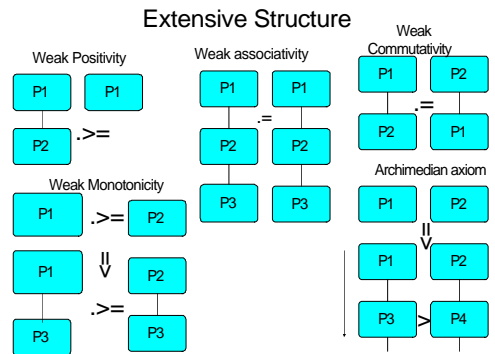 Extensive Structure
Weak Positivity
P1 P1
P2 .>=
Weak associativity
P1 P1
.=
P2 P2
P3 P3
Weak
Commutativity
P1 P2
.=
P2 P1
Weak Monotonicity
P1 .>= P2
=>
P1 P2
.>=
P3 P3
Archimedian axiom
P1 P2
=>
P1 P2
P3 > P4